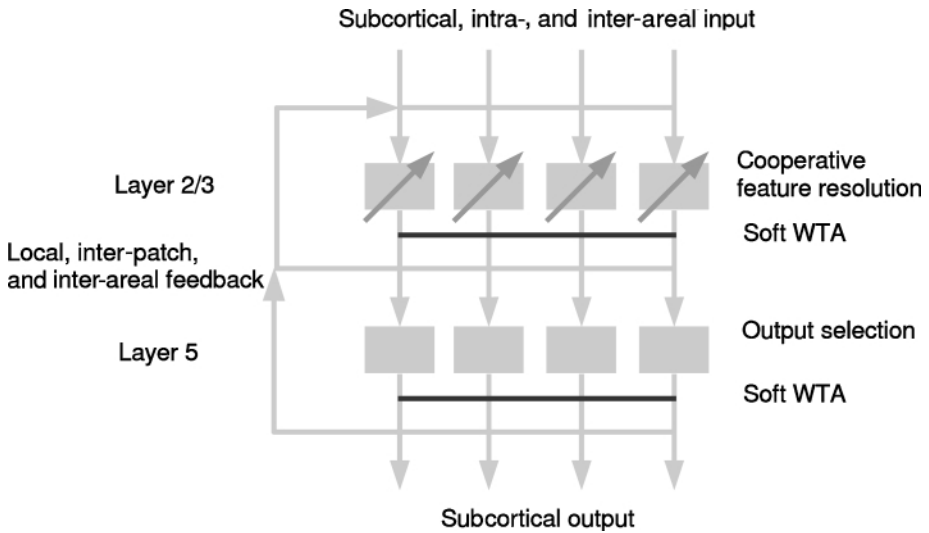 Subcortical, intra-, and inter-areal input
Cooperative
feature resolution
Layer 2/3
Soft WTA
Local, inter-patch,
and inter-areal feedback
Output selection
Layer 5
Soft WTA
Subcortical output